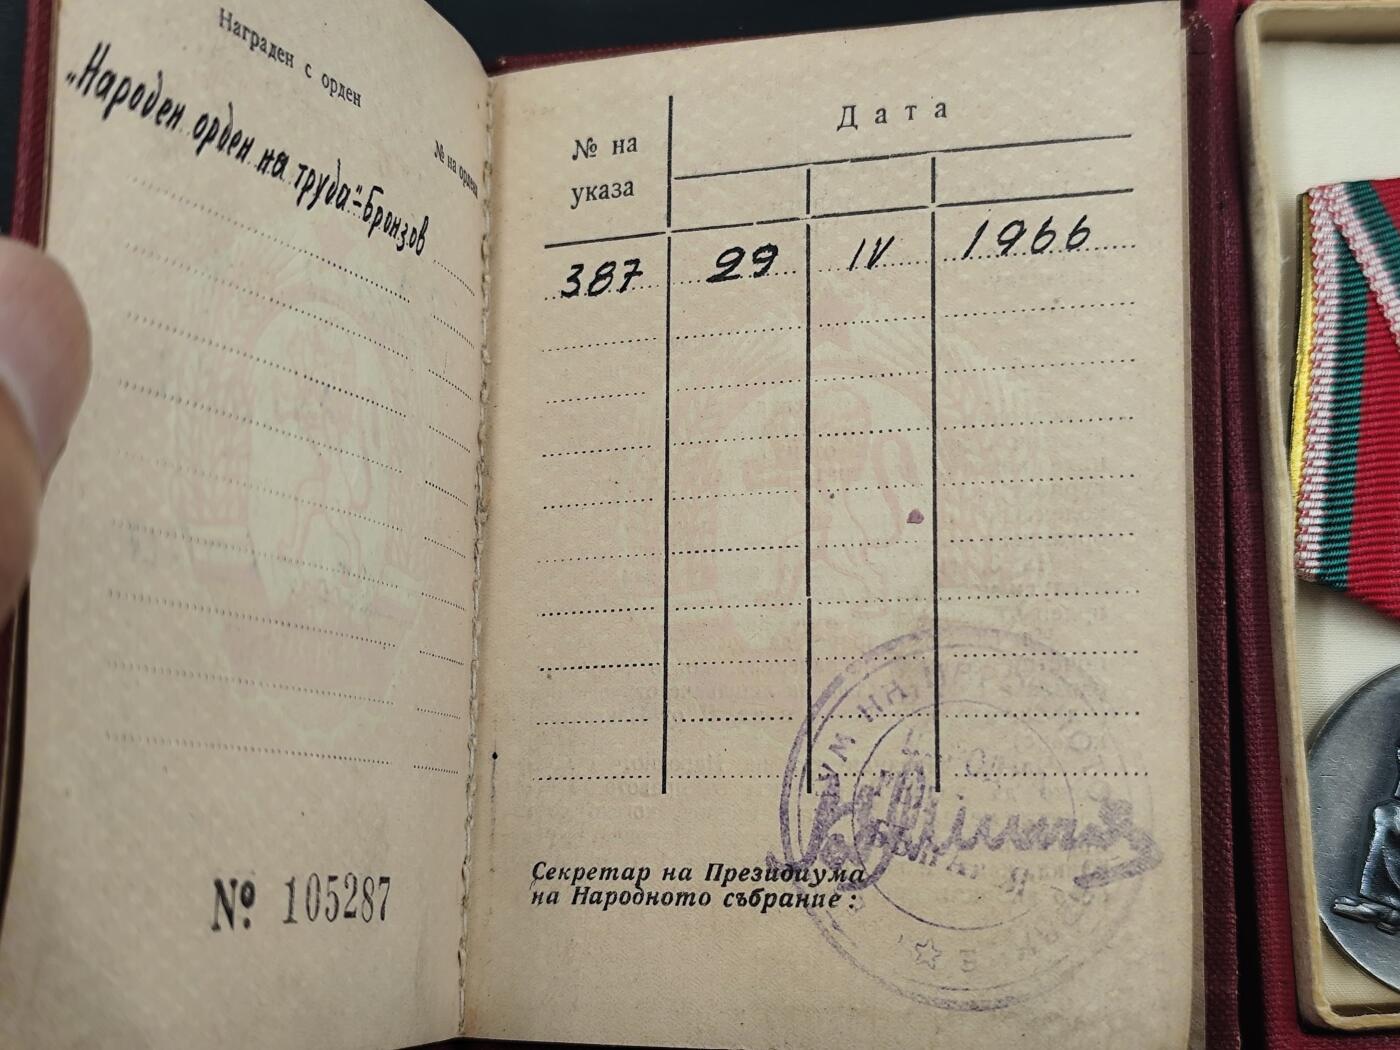 Награден с орден
№ на орден
„Народен орден на труда"-бронзов
№ 105287
№ на указа
Дата
387 29 IV 1966
Секретар на Президиума
на Народното събрание: